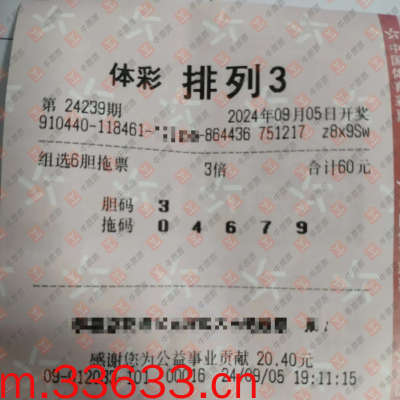 体彩 排列3
第 24239期 2024年09月05日开奖
910440-118461- -864436 751217 z8x9Sw
组选6胆拖票 3倍 合计60元
胆码 3
拖码 0 4 6 7 9
感谢您为公益事业贡献 20.40元
101 00016 24/09/05 19:11:15
m.33633.cn